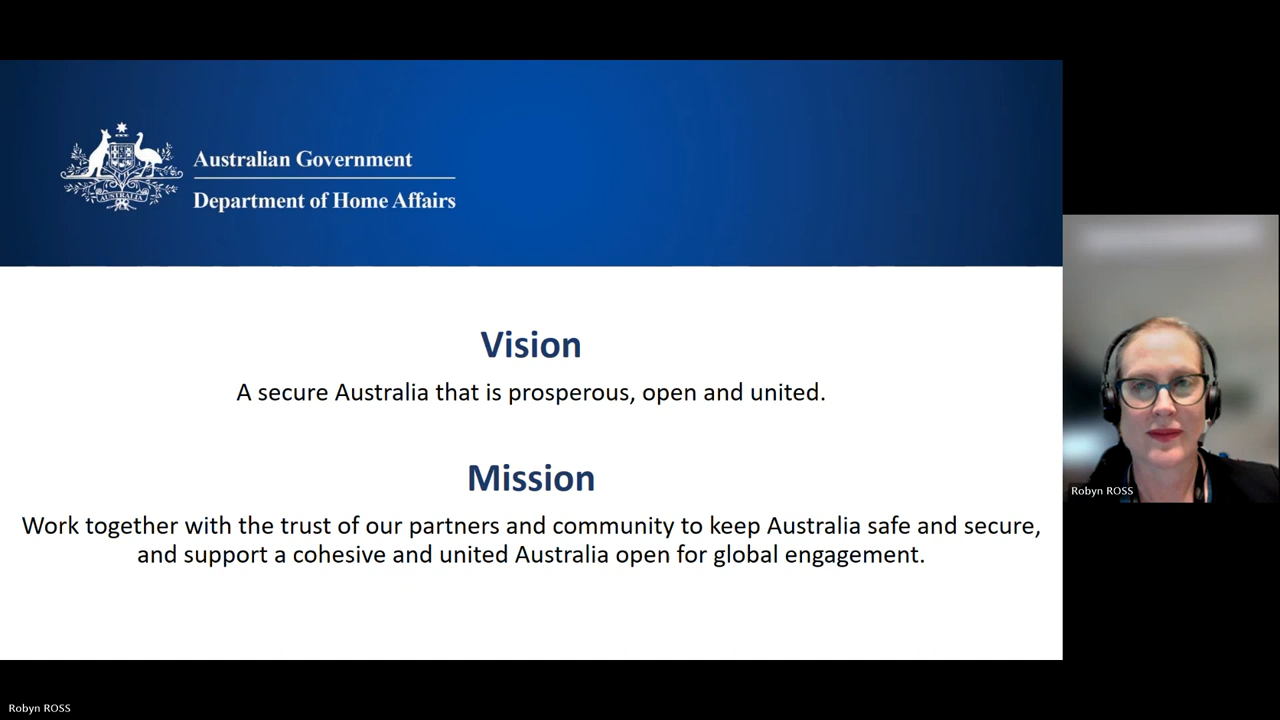 Australian Government
Department of Home Affairs
AUSTRALIA
Vision
A secure Australia that is prosperous, open and united.
Mission
Work together with the trust of our partners and community to keep Australia safe and secure,
and support a cohesive and united Australia open for global engagement.
Robyn ROSS
Robyn ROSS